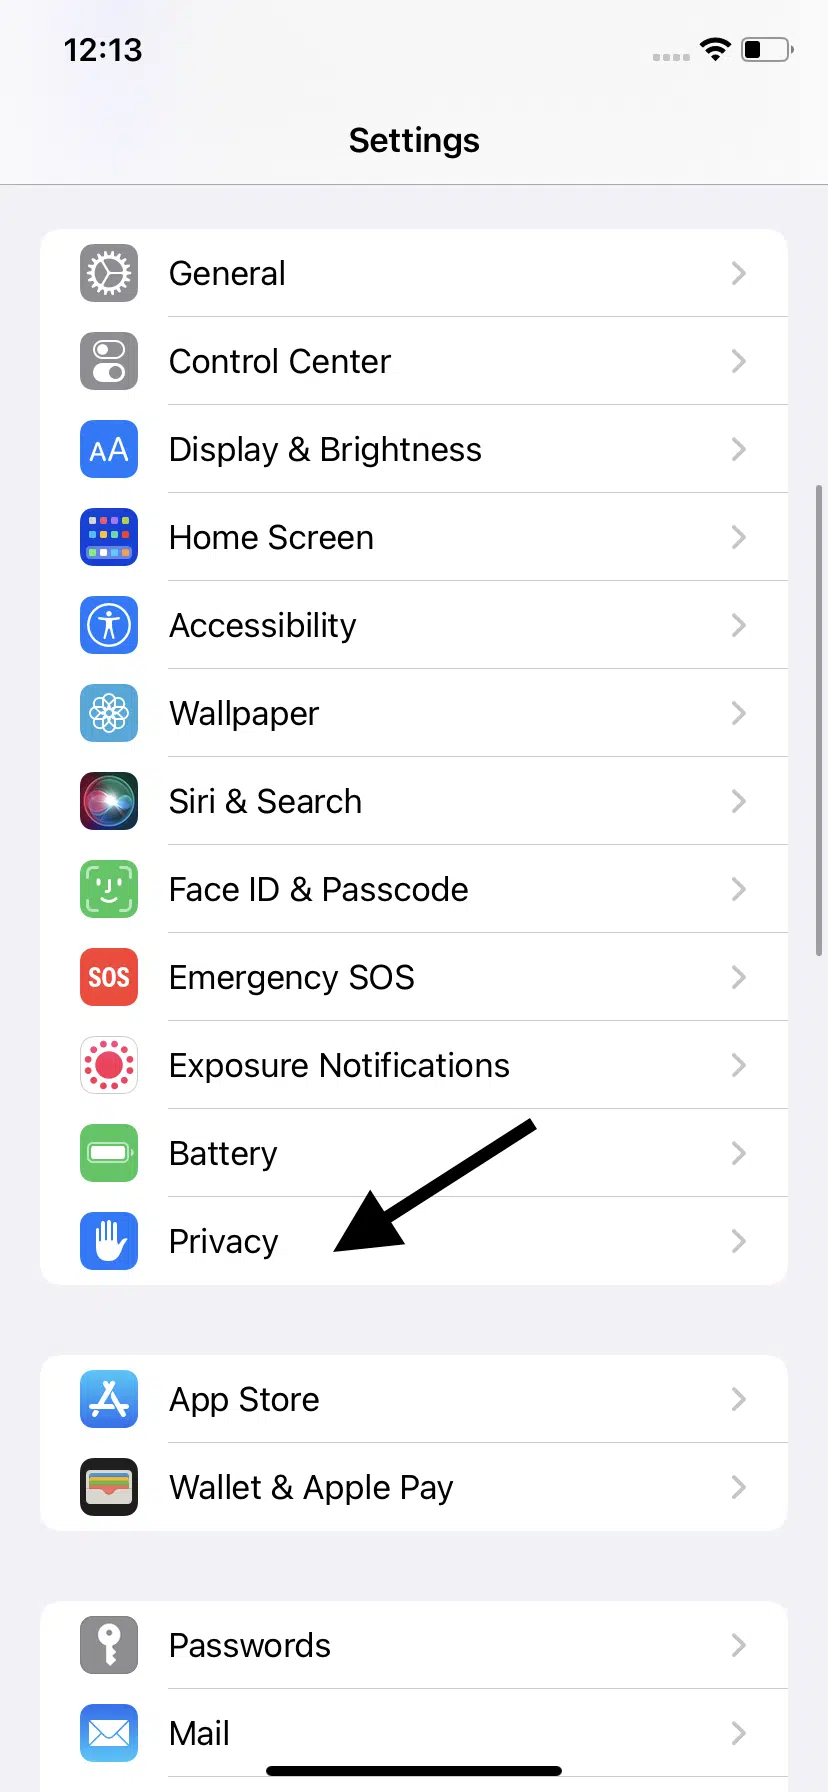 12:13
Settings
General
Control Center
AA Display & Brightness
Home Screen
Accessibility
Wallpaper
Siri & Search
Face ID & Passcode
SOS Emergency SOS
Exposure Notifications
Battery
Privacy
App Store
Wallet & Apple Pay
Passwords
Mail